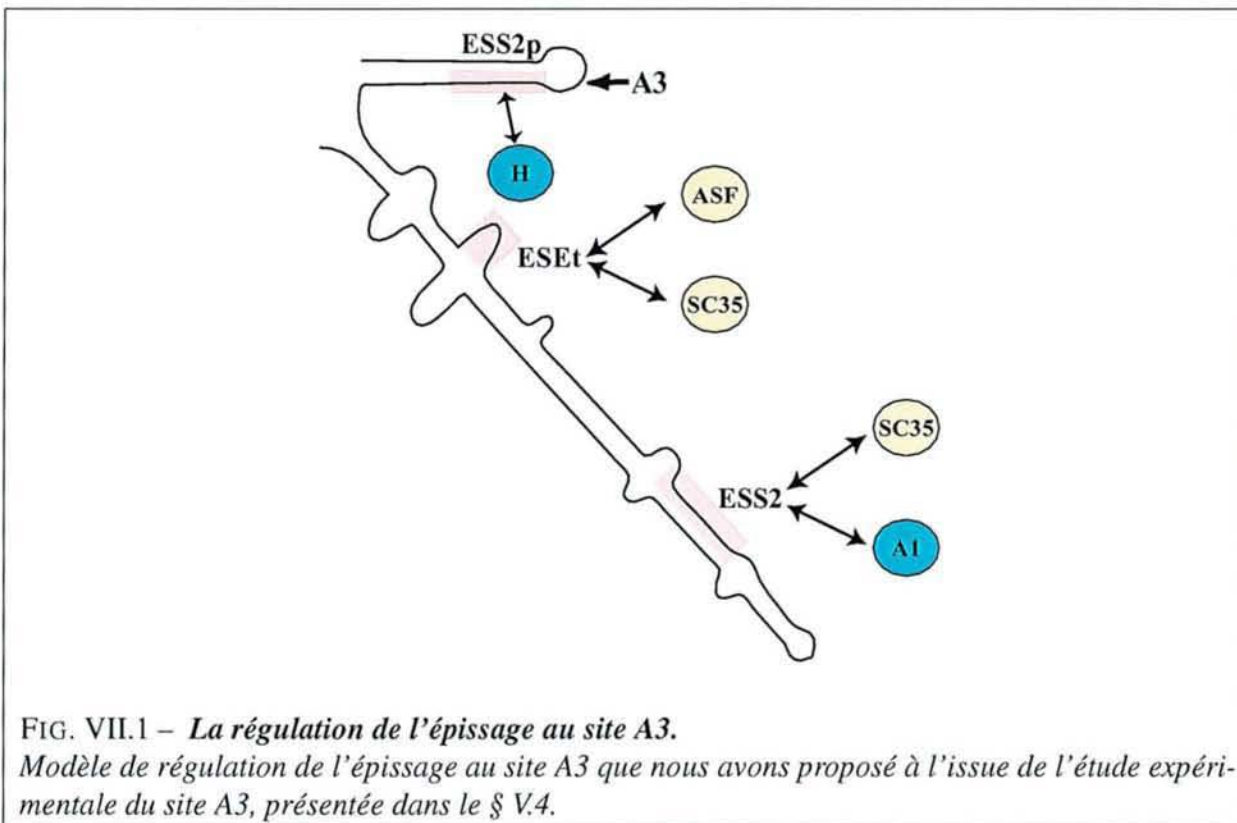 ESS2p
A3
H
ASF
ESEt
SC35
SC35
ESS2
A1
FIG. VII.1 – La régulation de l'épissage au site A3.
Modèle de régulation de l'épissage au site A3 que nous avons proposé à l'issue de l'étude expéri-
mentale du site A3, présentée dans le § V.4.